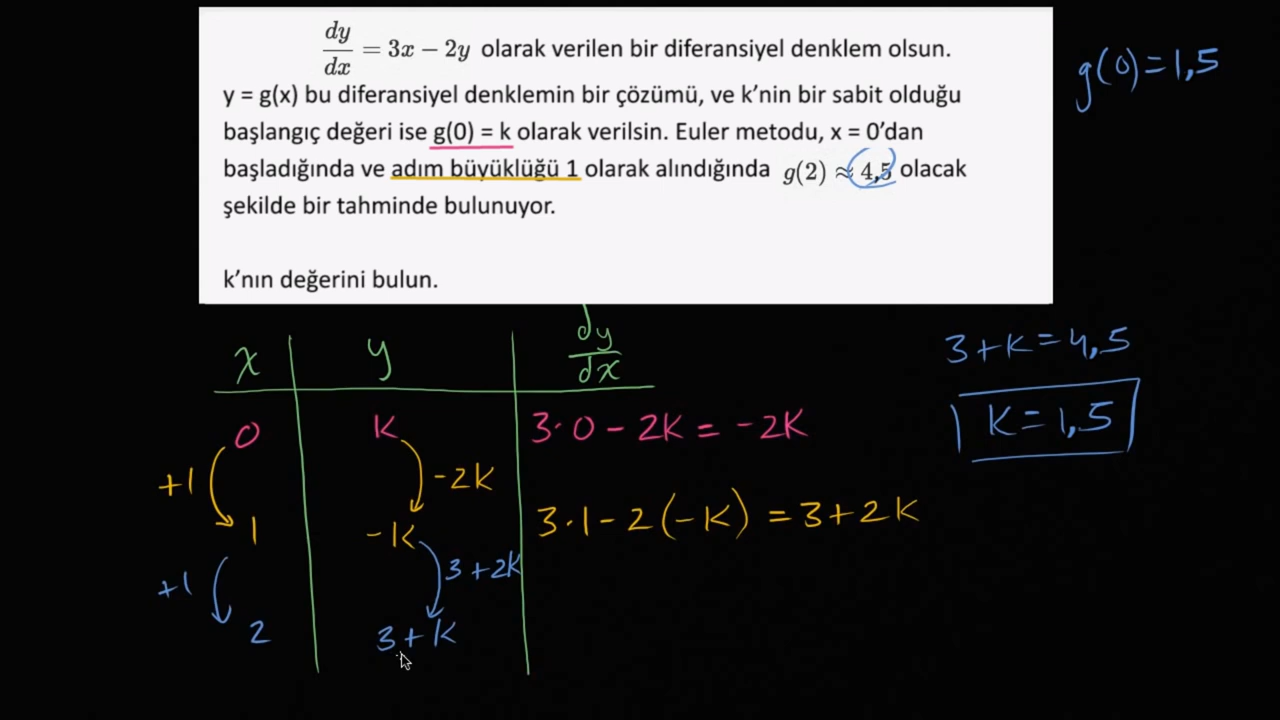 dy/dx = 3x − 2y olarak verilen bir diferansiyel denklem olsun.
y = g(x) bu diferansiyel denklemin bir çözümü, ve k'nin bir sabit olduğu
başlangıç değeri ise g(0) = k olarak verilsin. Euler metodu, x = 0'dan
başladığında ve adım büyüklüğü 1 olarak alındığında g(2) ≈ 4,5 olacak
şekilde bir tahminde bulunuyor.
k'nın değerini bulun.
g(0)=1,5
x y dy/dx
0 K 3·0-2K=-2K
+1 -2K
1 -K 3·1-2(-K)=3+2K
+1 3+2K
2 3+K
3+K=4,5
K=1,5